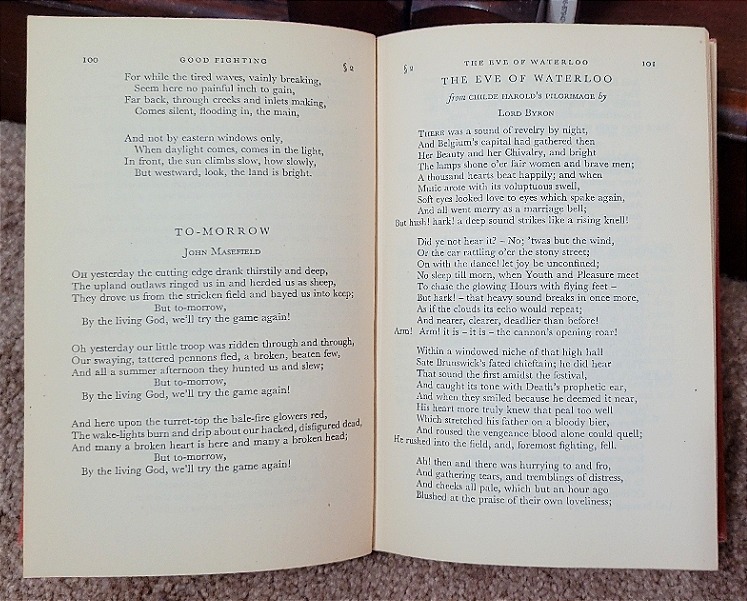 100 GOOD FIGHTING § 2
For while the tired waves, vainly breaking,
Seem here no painful inch to gain,
Far back, through creeks and inlets making,
Comes silent, flooding in, the main,
And not by eastern windows only,
When daylight comes, comes in the light,
In front, the sun climbs slow, how slowly,
But westward, look, the land is bright.
TO-MORROW
JOHN MASEFIELD
OH yesterday the cutting edge drank thirstily and deep,
The upland outlaws ringed us in and herded us as sheep,
They drove us from the stricken field and bayed us into keep;
But to-morrow,
By the living God, we'll try the game again!
Oh yesterday our little troop was ridden through and through,
Our swaying, tattered pennons fled, a broken, beaten few,
And all a summer afternoon they hunted us and slew;
But to-morrow,
By the living God, we'll try the game again!
And here upon the turret-top the bale-fire glowers red,
The wake-lights burn and drip about our hacked, disfigured dead,
And many a broken heart is here and many a broken head;
But to-morrow,
By the living God, we'll try the game again!
§ 2 THE EVE OF WATERLOO 101
THE EVE OF WATERLOO
from CHILDE HAROLD'S PILGRIMAGE by
LORD BYRON
THERE was a sound of revelry by night,
And Belgium's capital had gathered then
Her Beauty and her Chivalry, and bright
The lamps shone o'er fair women and brave men;
A thousand hearts beat happily; and when
Music arose with its voluptuous swell,
Soft eyes looked love to eyes which spake again,
And all went merry as a marriage bell;
But hush! hark! a deep sound strikes like a rising knell!
Did ye not hear it? – No; 'twas but the wind,
Or the car rattling o'er the stony street;
On with the dance! let joy be unconfined;
No sleep till morn, when Youth and Pleasure meet
To chase the glowing Hours with flying feet –
But hark! – that heavy sound breaks in once more,
As if the clouds its echo would repeat;
And nearer, clearer, deadlier than before!
Arm! Arm! it is – it is – the cannon's opening roar!
Within a windowed niche of that high hall
Sate Brunswick's fated chieftain; he did hear
That sound the first amidst the festival,
And caught its tone with Death's prophetic ear,
And when they smiled because he deemed it near,
His heart more truly knew that peal too well
Which stretched his father on a bloody bier,
And roused the vengeance blood alone could quell;
He rushed into the field, and, foremost fighting, fell.
Ah! then and there was hurrying to and fro,
And gathering tears, and tremblings of distress,
And cheeks all pale, which but an hour ago
Blushed at the praise of their own loveliness;